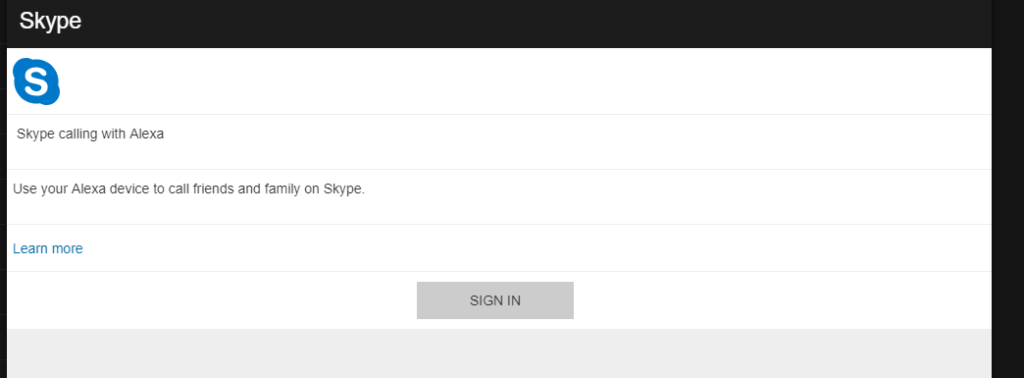 Skype
S
Skype calling with Alexa
Use your Alexa device to call friends and family on Skype.
Learn more
SIGN IN